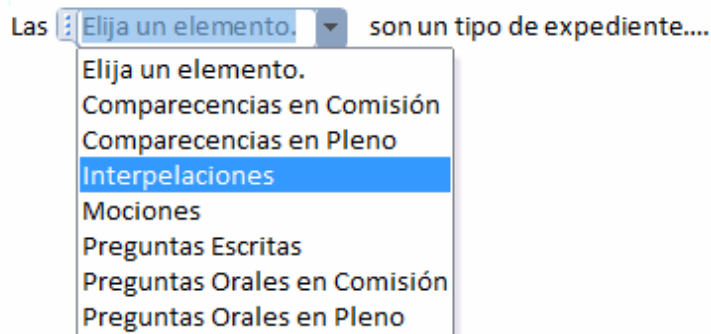 Las Elija un elemento. son un tipo de expediente....
Elija un elemento.
Comparecencias en Comisión
Comparecencias en Pleno
Interpelaciones
Mociones
Preguntas Escritas
Preguntas Orales en Comisión
Preguntas Orales en Pleno